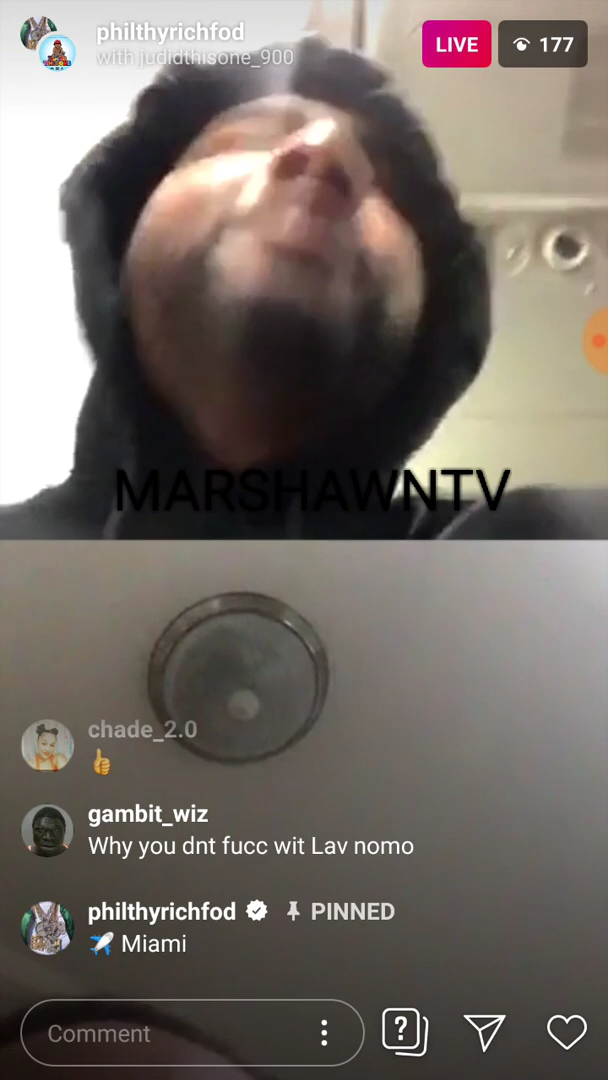 philthyrichfod
with judidthisone_900
LIVE
177
MARSHAWNTV
chade_2.0
👍
gambit_wiz
Why you dnt fucc wit Lav nomo
philthyrichfod PINNED
✈️ Miami
Comment